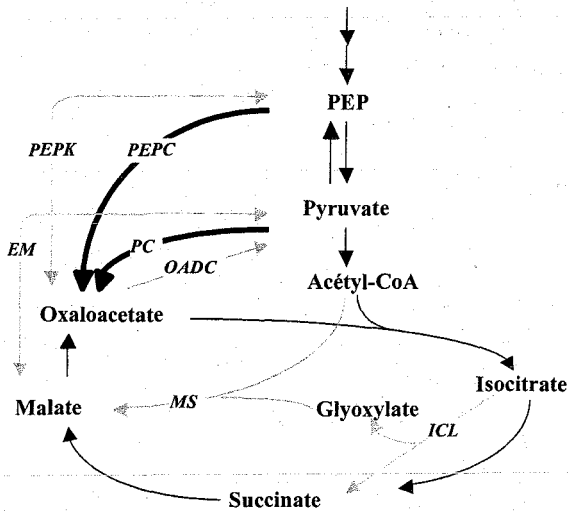 PEP
PEPK
PEPC
Pyruvate
EM
PC
OADC
Acétyl-CoA
Oxaloacetate
Isocitrate
Malate
MS
Glyoxylate
ICL
Succinate